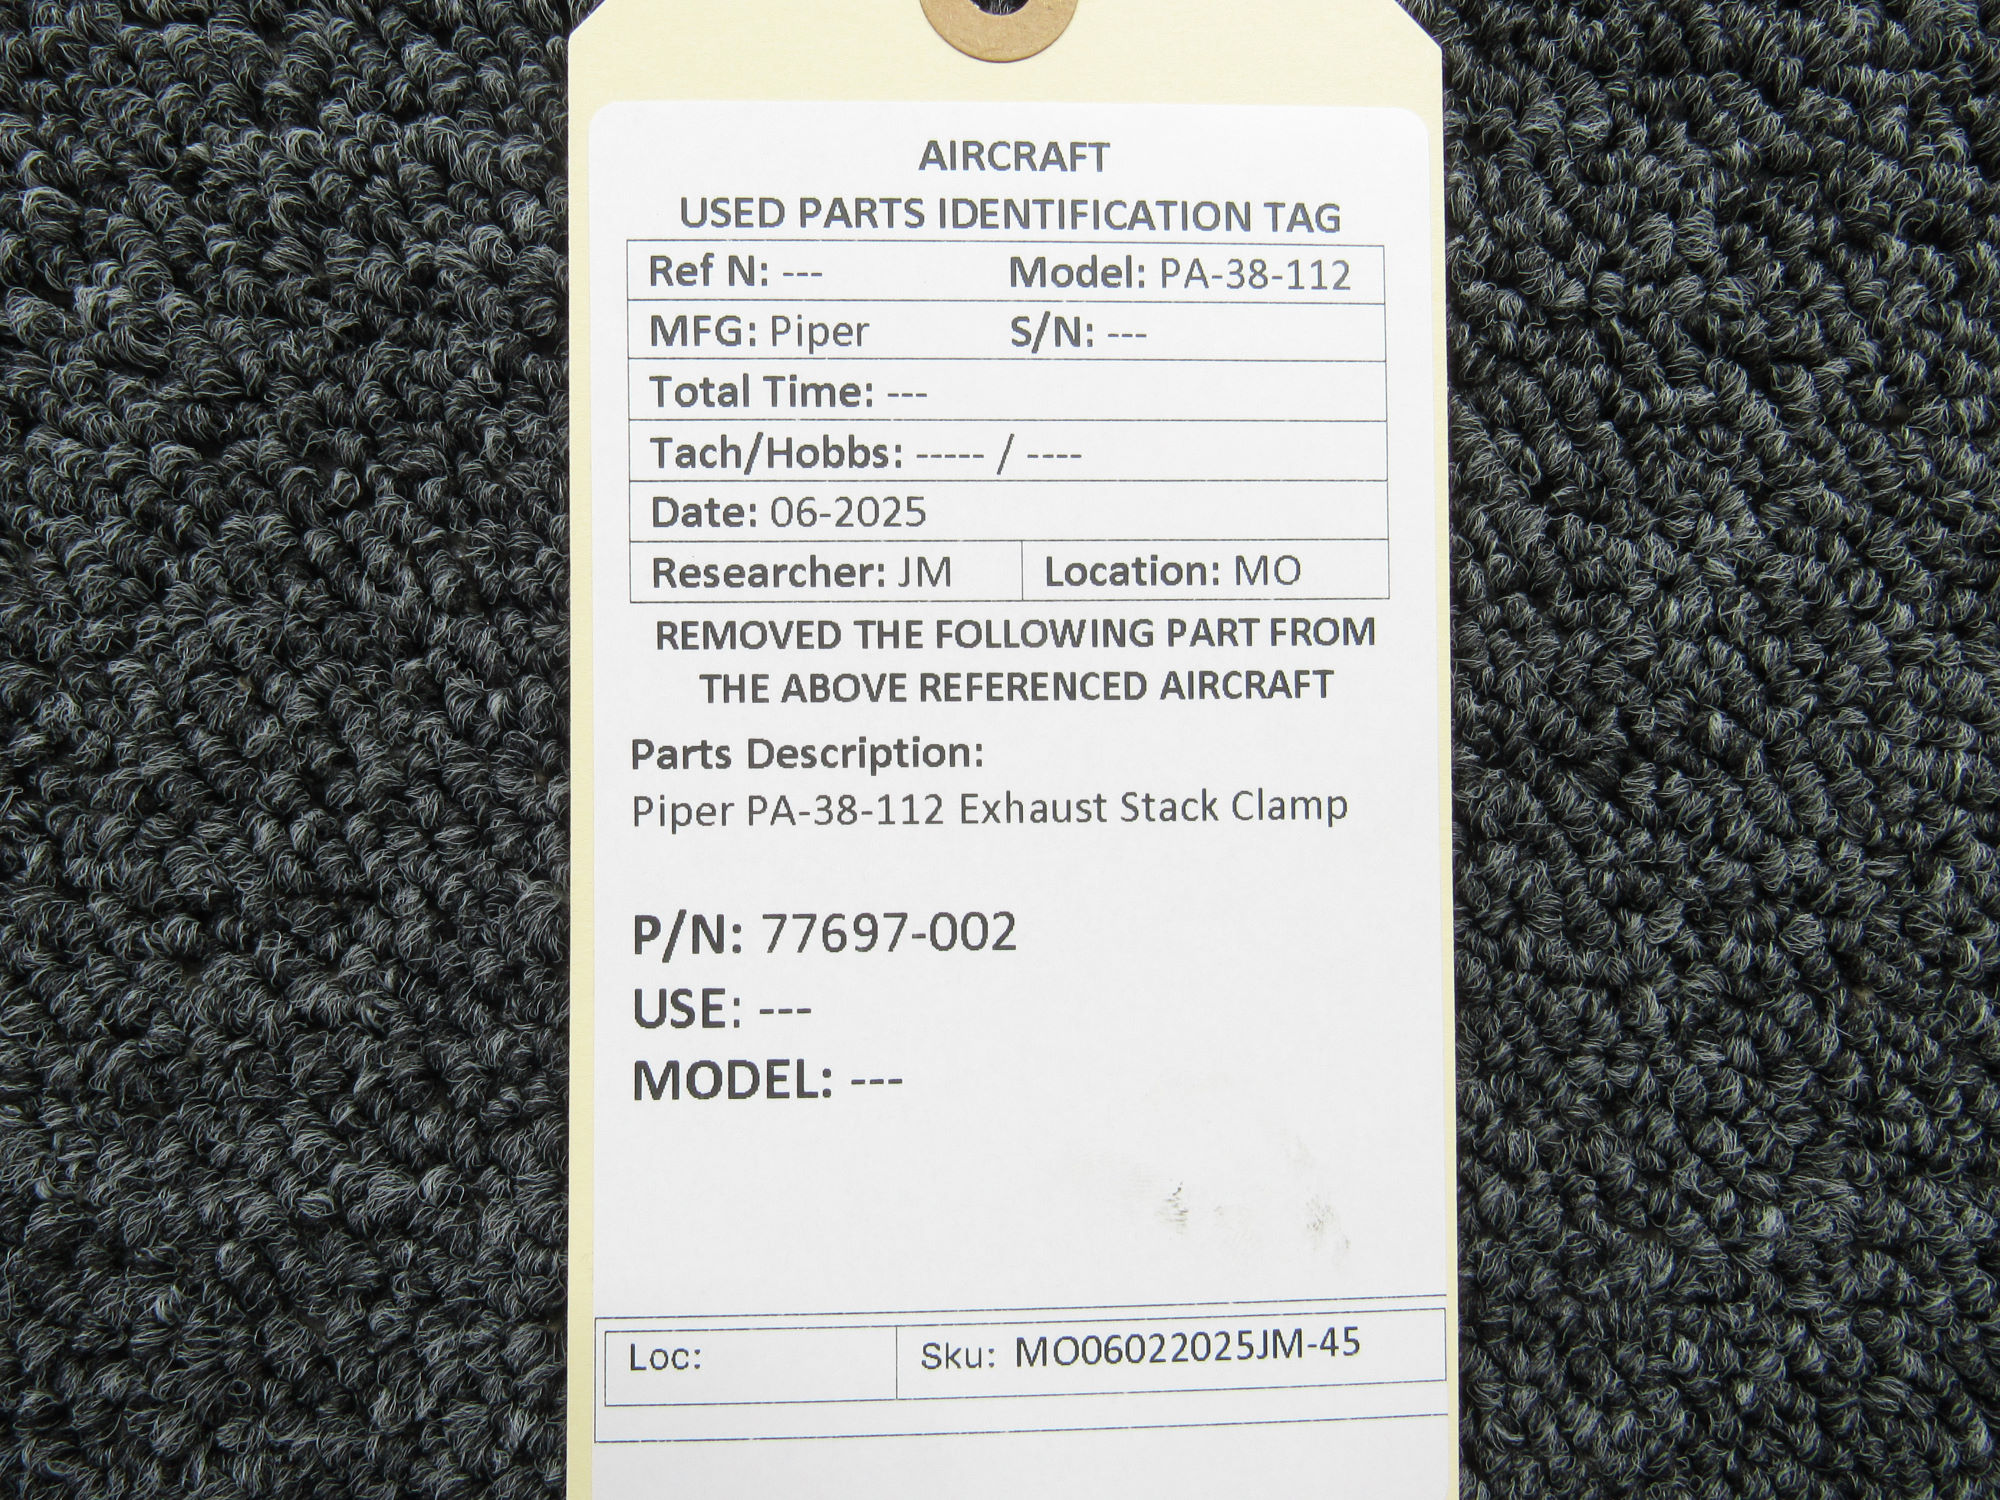 AIRCRAFT
USED PARTS IDENTIFICATION TAG
Ref N: --- Model: PA-38-112
MFG: Piper S/N: ---
Total Time: ---
Tach/Hobbs: ----- / ----
Date: 06-2025
Researcher: JM Location: MO
REMOVED THE FOLLOWING PART FROM
THE ABOVE REFERENCED AIRCRAFT
Parts Description:
Piper PA-38-112 Exhaust Stack Clamp
P/N: 77697-002
USE: ---
MODEL: ---
Loc: Sku: MO06022025JM-45